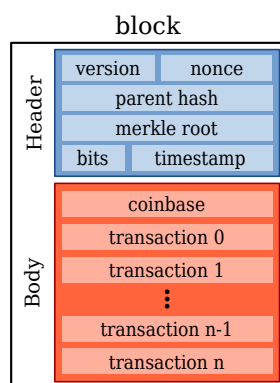 block
Header
version nonce
parent hash
merkle root
bits timestamp
Body
coinbase
transaction 0
transaction 1
transaction n-1
transaction n